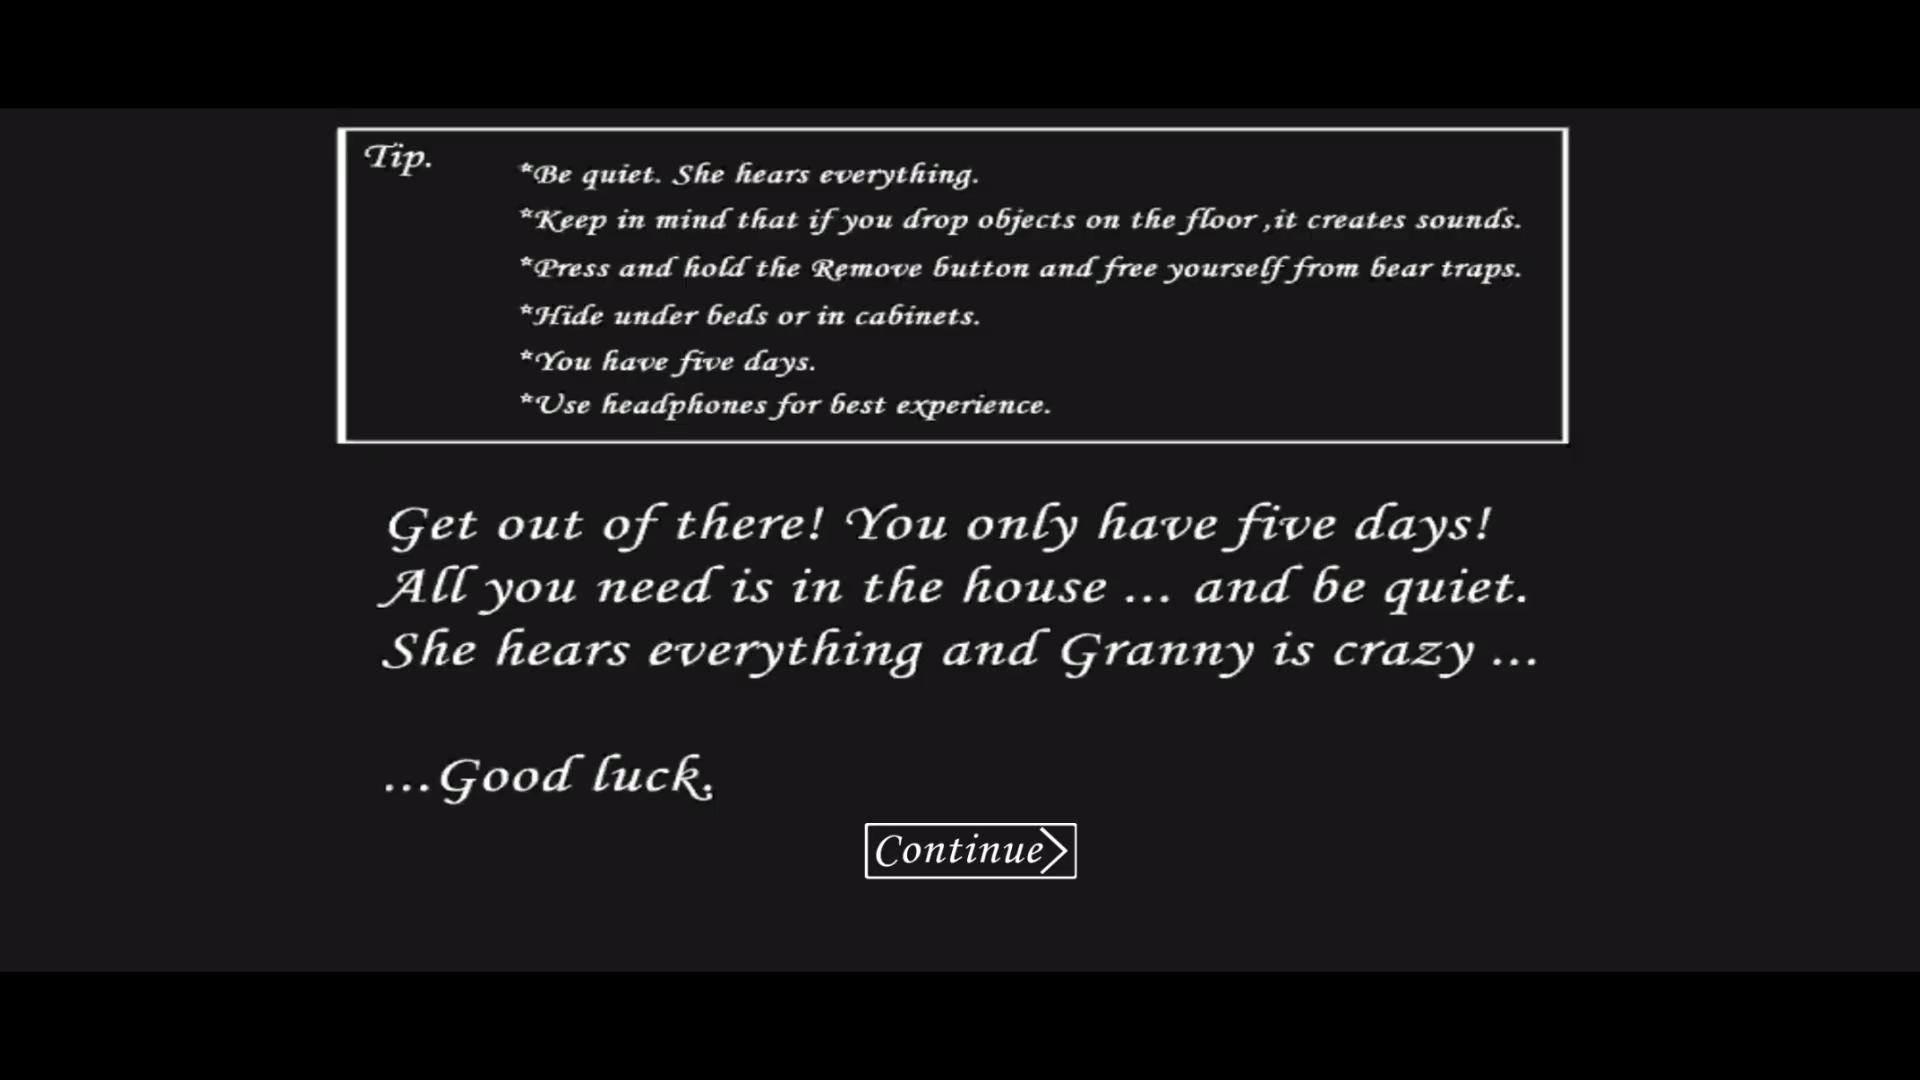 Tip.
*Be quiet. She hears everything.
*Keep in mind that if you drop objects on the floor ,it creates sounds.
*Press and hold the Remove button and free yourself from bear traps.
*Hide under beds or in cabinets.
*You have five days.
*Use headphones for best experience.
Get out of there! You only have five days!
All you need is in the house ... and be quiet.
She hears everything and Granny is crazy ...
...Good luck.
Continue>